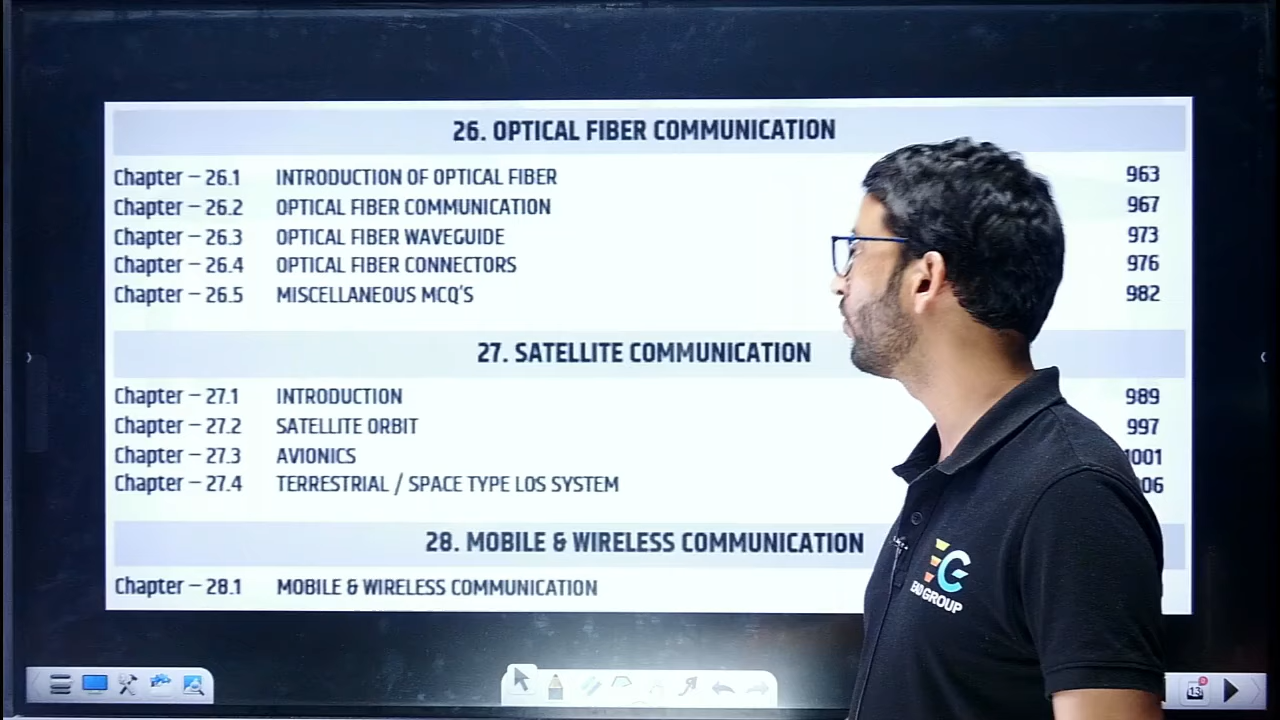 26. OPTICAL FIBER COMMUNICATION
Chapter – 26.1 INTRODUCTION OF OPTICAL FIBER 963
Chapter – 26.2 OPTICAL FIBER COMMUNICATION 967
Chapter – 26.3 OPTICAL FIBER WAVEGUIDE 973
Chapter – 26.4 OPTICAL FIBER CONNECTORS 976
Chapter – 26.5 MISCELLANEOUS MCQ'S 982
27. SATELLITE COMMUNICATION
Chapter – 27.1 INTRODUCTION 989
Chapter – 27.2 SATELLITE ORBIT 997
Chapter – 27.3 AVIONICS 1001
Chapter – 27.4 TERRESTRIAL / SPACE TYPE LOS SYSTEM
28. MOBILE & WIRELESS COMMUNICATION
Chapter – 28.1 MOBILE & WIRELESS COMMUNICATION
EG
GROUP
13